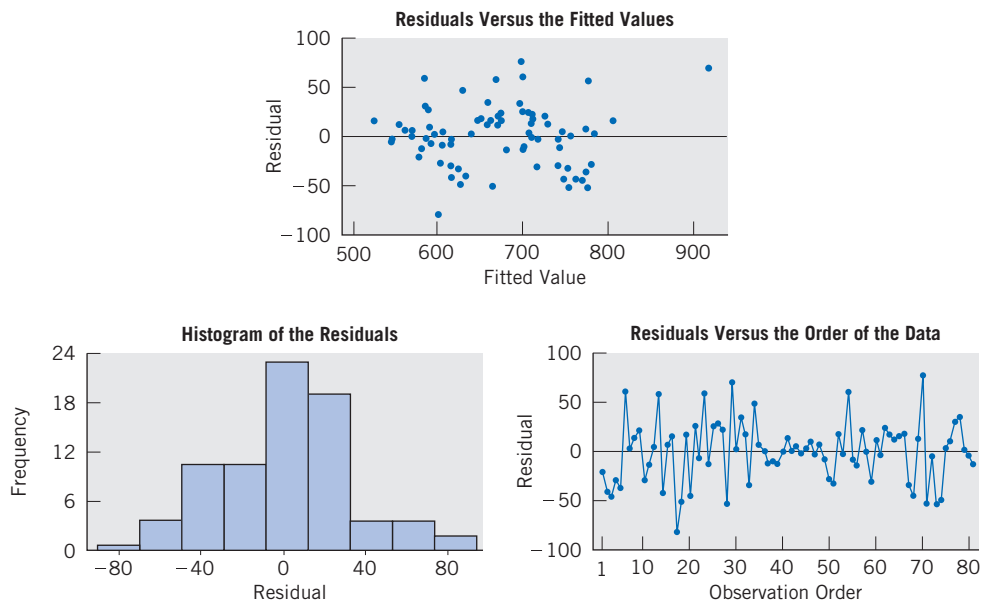 Residuals Versus the Fitted Values
100
50
0
−50
−100
Residual
500 600 700 800 900
Fitted Value
Histogram of the Residuals
24
18
12
6
0
Frequency
−80 −40 0 40 80
Residual
Residuals Versus the Order of the Data
100
50
0
−50
−100
Residual
1 10 20 30 40 50 60 70 80
Observation Order